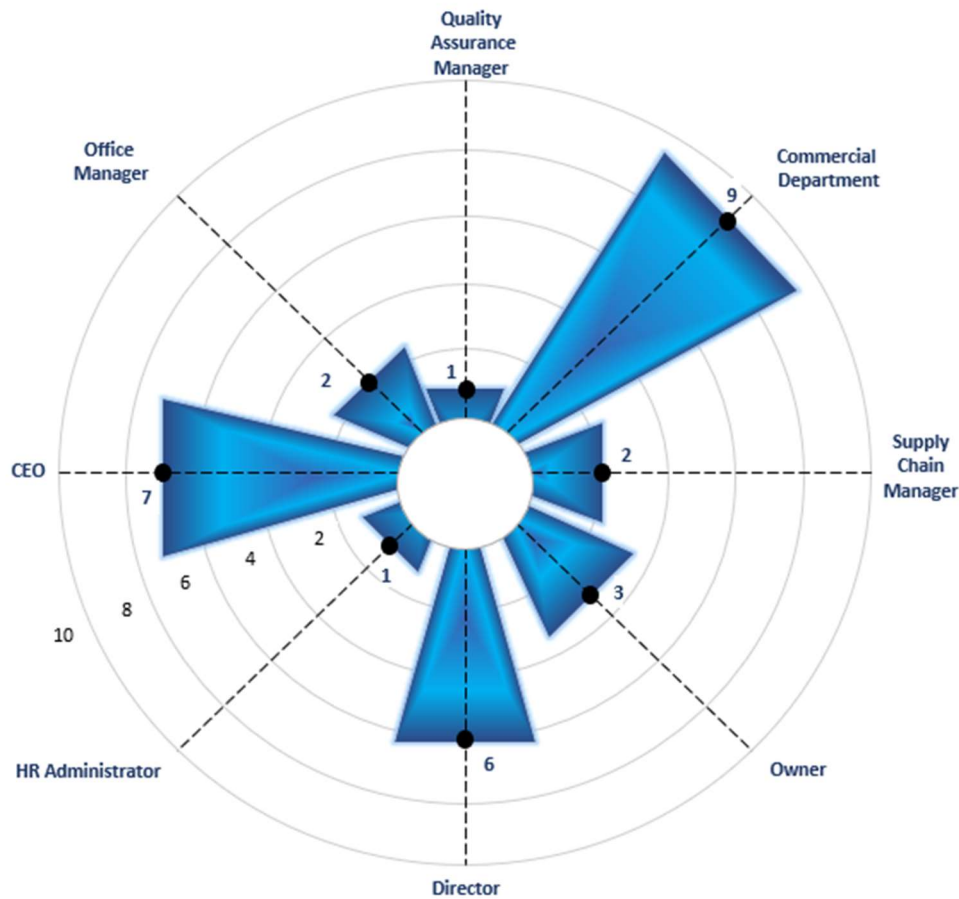 Quality
Assurance
Manager
Office
Manager
Commercial
Department
9
1
2
CEO
7
2
Supply
Chain
Manager
2
4
6
8
10
1
3
6
HR Administrator
Owner
Director